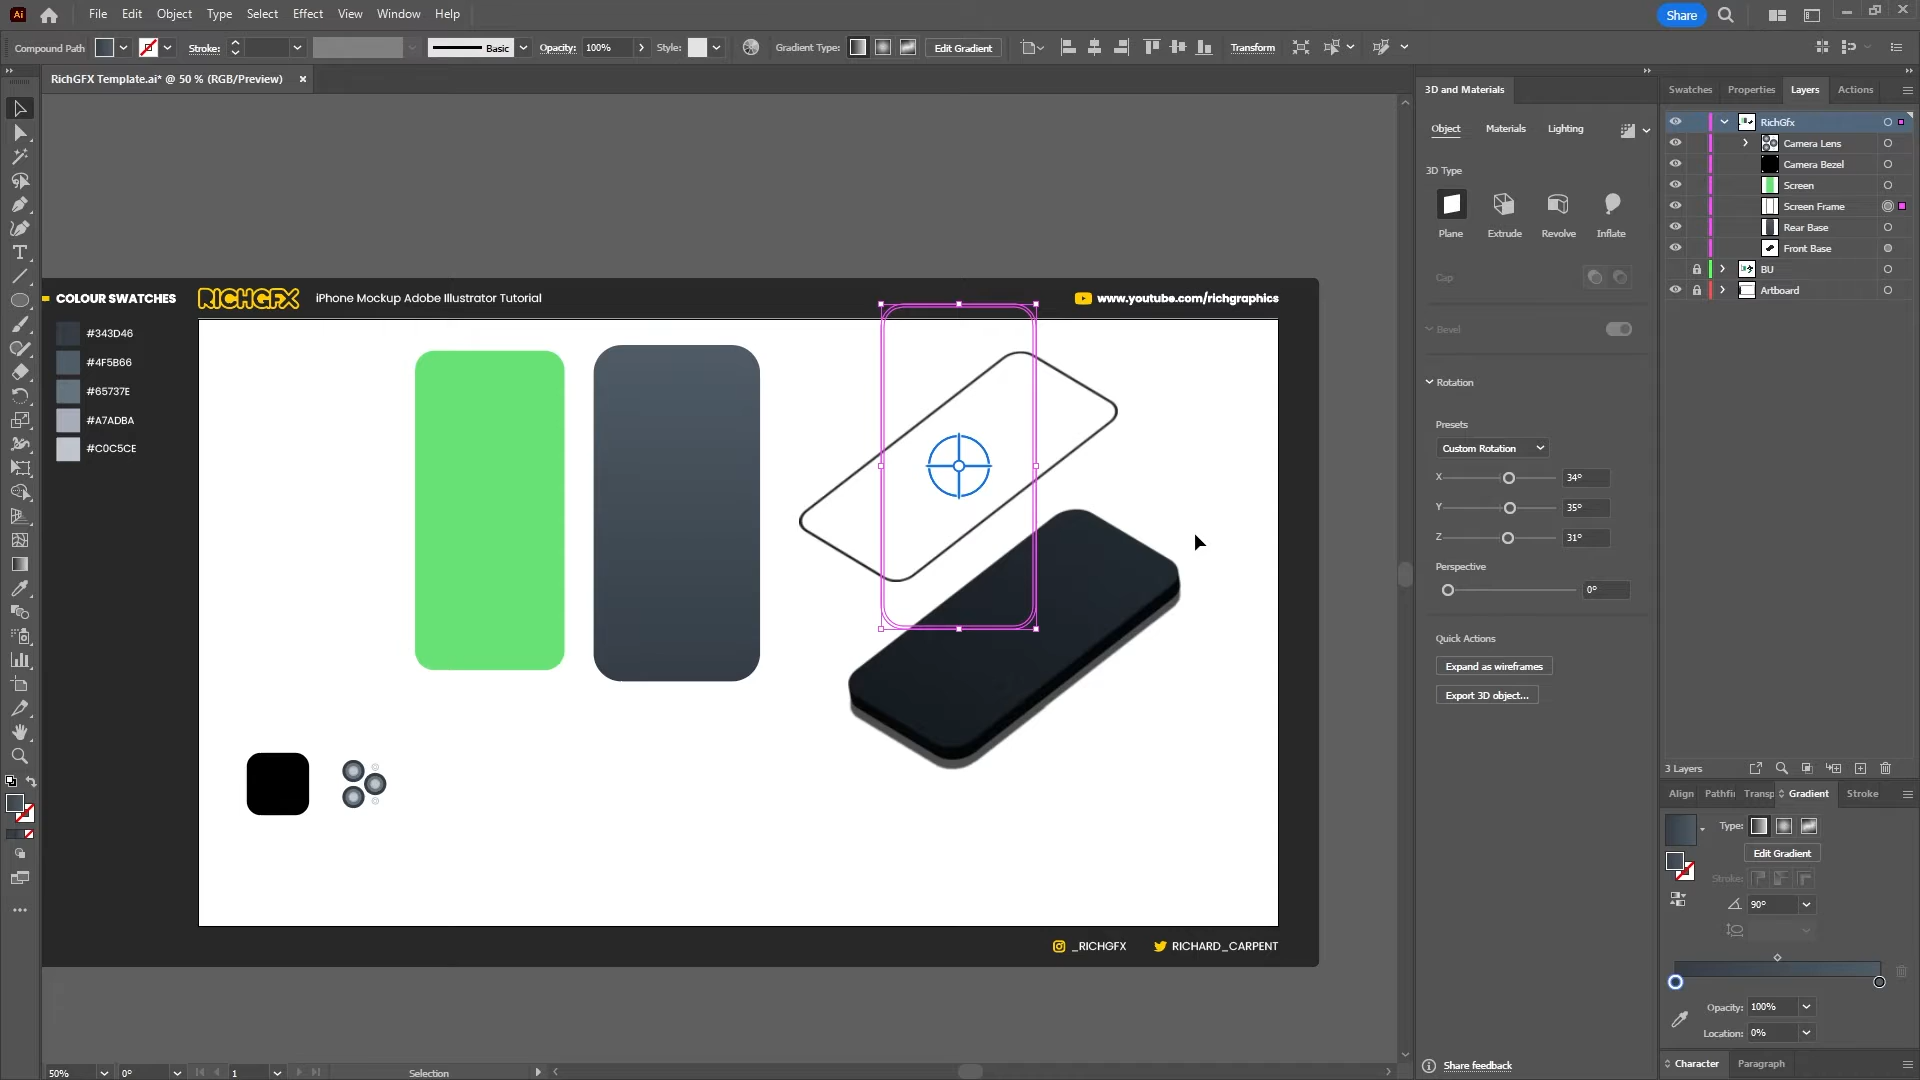 Ai File Edit Object Type Select Effect View Window Help Share
Compound Path Stroke: Basic Opacity: 100% Style: Gradient Type: Edit Gradient Transform
RichGFX Template.ai* @ 50 % (RGB/Preview) ×
COLOUR SWATCHES
#343D46
#4F5B66
#65737E
#A7ADBA
#C0C5CE
RICHGFX iPhone Mockup Adobe Illustrator Tutorial www.youtube.com/richgraphics
_RICHGFX RICHARD_CARPENT
50% 0° 1 Selection
3D and Materials
Object Materials Lighting
3D Type
Plane Extrude Revolve Inflate
Cap
Bevel
Rotation
Presets
Custom Rotation
X 34°
Y 35°
Z 31°
Perspective
0°
Quick Actions
Expand as wireframes
Export 3D object...
Share feedback
Swatches Properties Layers Actions
RichGfx
Camera Lens
Camera Bezel
Screen
Screen Frame
Rear Base
Front Base
BU
Artboard
3 Layers
Align Pathfi Transp Gradient Stroke
Type:
Edit Gradient
Stroke:
90°
Opacity: 100%
Location: 0%
Character Paragraph